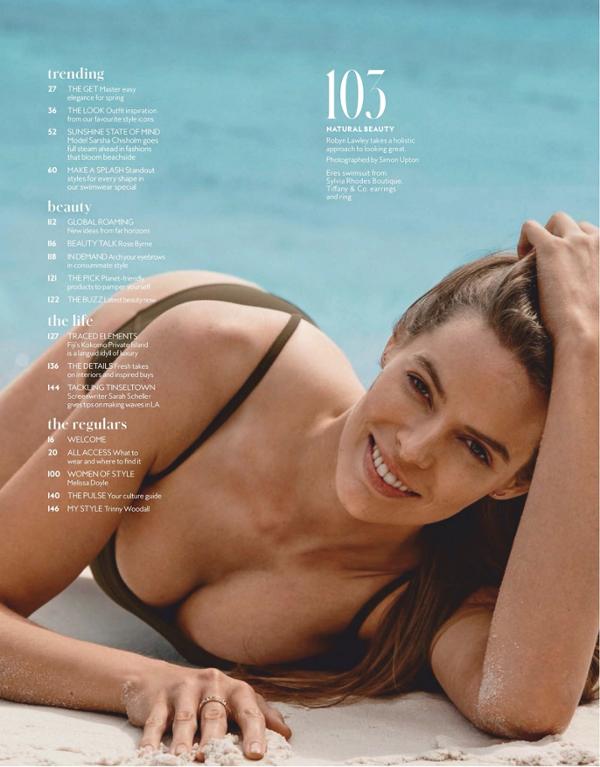 trending
27 THE GET Master easy
elegance for spring
36 THE LOOK Outfit inspiration
from our favourite style icons
52 SUNSHINE STATE OF MIND
Model Sarsha Chisholm goes
full steam ahead in fashions
that bloom beachside
60 MAKE A SPLASH Standout
styles for every shape in
our swimwear special
beauty
112 GLOBAL ROAMING
New ideas from far horizons
116 BEAUTY TALK Rose Byrne
118 IN DEMAND Arch your eyebrows
in consummate style
121 THE PICK Planet-friendly
products to pamper yourself
122 THE BUZZ Latest beauty news
the life
127 TRACED ELEMENTS
Fiji's Kokomo Private Island
is a languid idyll of luxury
136 THE DETAILS Fresh takes
on interiors and inspired buys
144 TACKLING TINSELTOWN
Screenwriter Sarah Scheller
gives tips on making waves in LA
the regulars
16 WELCOME
20 ALL ACCESS What to
wear and where to find it
100 WOMEN OF STYLE
Melissa Doyle
140 THE PULSE Your culture guide
146 MY STYLE Trinny Woodall
103
NATURAL BEAUTY
Robyn Lawley takes a holistic
approach to looking great.
Photographed by Simon Upton
Eres swimsuit from
Sylvia Rhodes Boutique.
Tiffany & Co. earrings
and ring